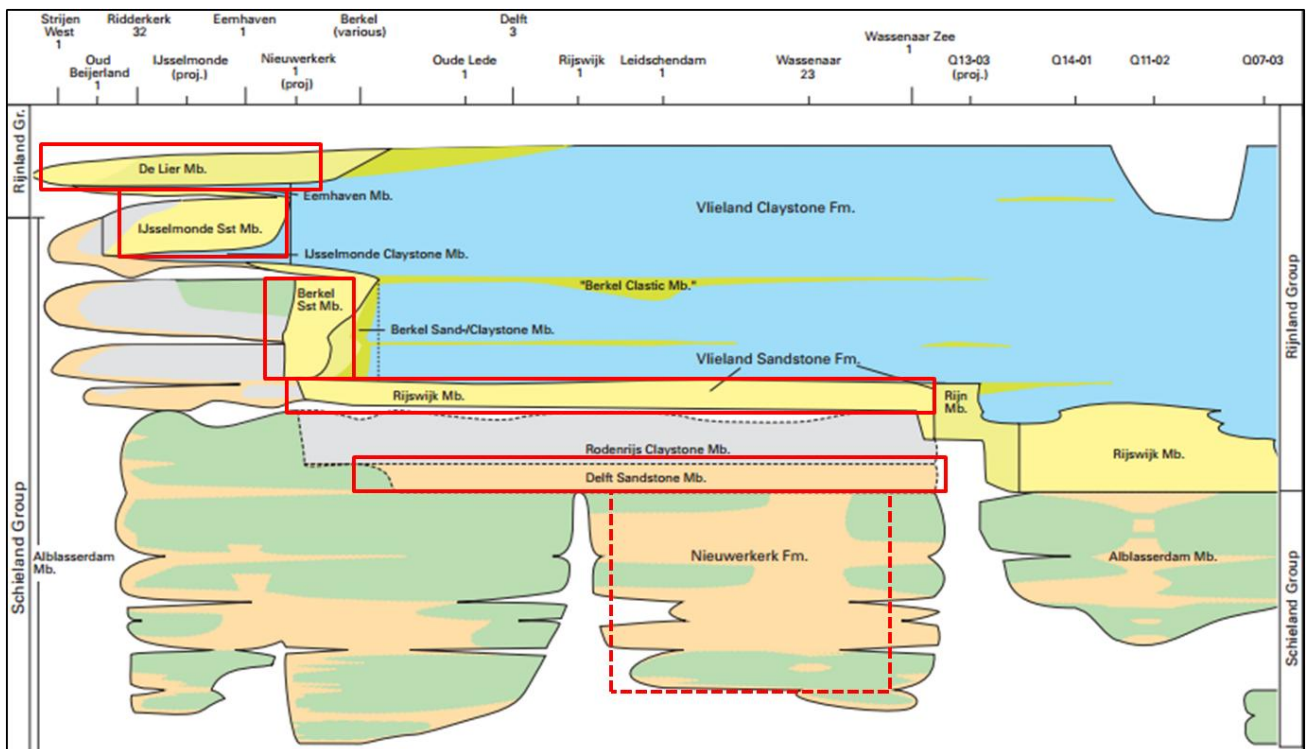 Strijen
West
1
Ridderkerk
32
Eemhaven
1
Berkel
(various)
Delft
3
Wassenaar Zee
1
Oud
Beijerland
1
IJsselmonde
(proj.)
Nieuwerkerk
1
(proj)
Oude Lede
1
Rijswijk
1
Leidschendam
1
Wassenaar
23
Q13-03
(proj.)
Q14-01
Q11-02
Q07-03
Rijnland Gr.
De Lier Mb.
Eemhaven Mb.
Vlieland Claystone Fm.
IJsselmonde Sst Mb.
IJsselmonde Claystone Mb.
"Berkel Clastic Mb."
Berkel
Sst Mb.
Berkel Sand-/Claystone Mb.
Rijnland Group
Vlieland Sandstone Fm.
Rijswijk Mb.
Rijn
Mb.
Rodenrijs Claystone Mb.
Rijswijk Mb.
Delft Sandstone Mb.
Schieland Group
Alblasserdam
Mb.
Nieuwerkerk Fm.
Alblasserdam Mb.
Schieland Group